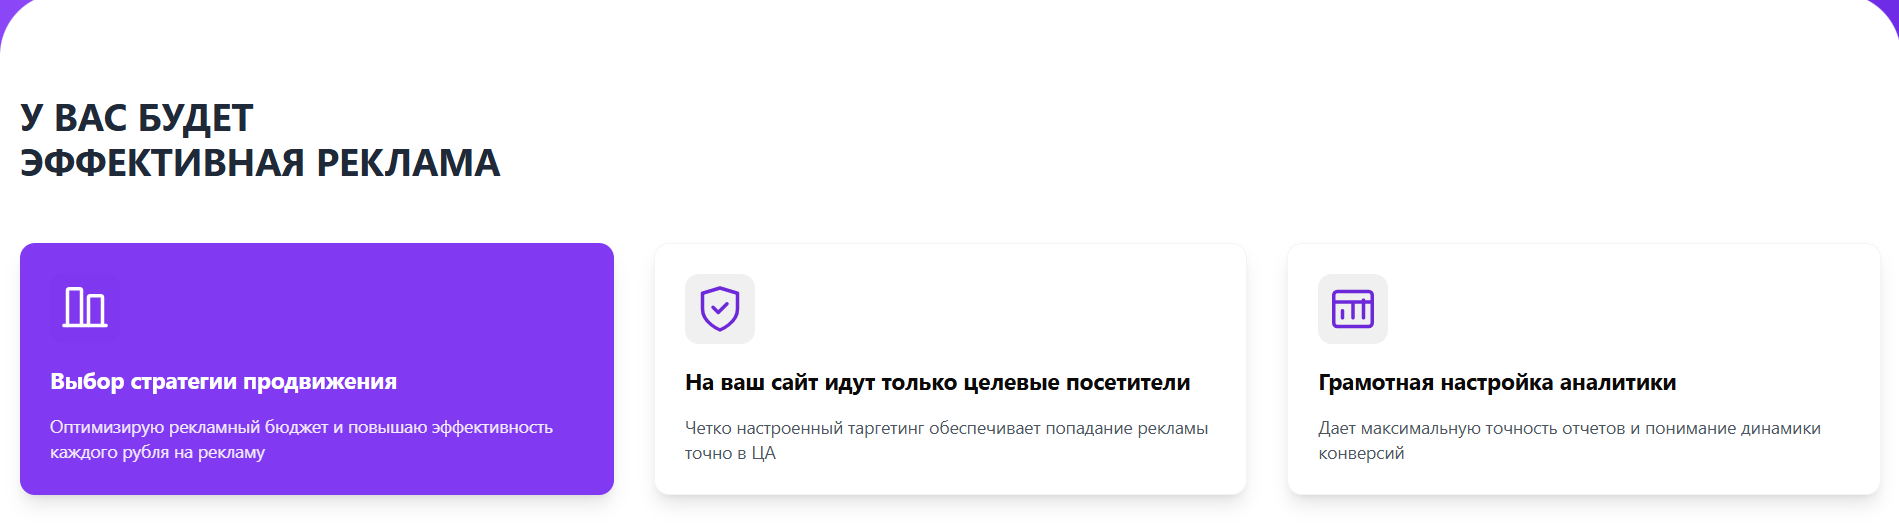 У ВАС БУДЕТ
ЭФФЕКТИВНАЯ РЕКЛАМА
Выбор стратегии продвижения
Оптимизирую рекламный бюджет и повышаю эффективность
каждого рубля на рекламу
На ваш сайт идут только целевые посетители
Четко настроенный таргетинг обеспечивает попадание рекламы
точно в ЦА
Грамотная настройка аналитики
Дает максимальную точность отчетов и понимание динамики
конверсий